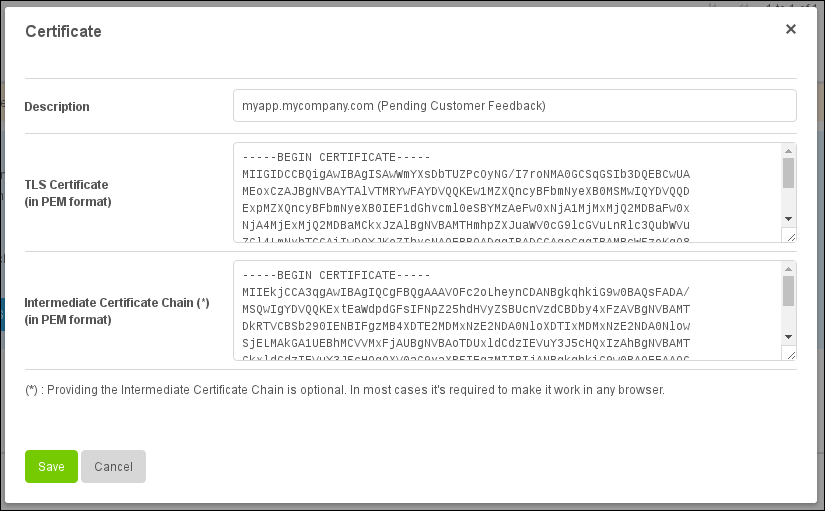 Certificate
×
Description
myapp.mycompany.com (Pending Customer Feedback)
TLS Certificate
(in PEM format)
-----BEGIN CERTIFICATE-----
MIIGIDCCBQigAwIBAgISAwWmYXsDbTUZPcOyNG/I7roNMA0GCSqGSIb3DQEBCwUA
MEoxCzAJBgNVBAYTAlVTMRYwFAYDVQQKEw1MZXQncyBFbmNyeXB0MSMwIQYDVQQD
ExpMZXQncyBFbmNyeXB0IEF1dGhvcml0eSBYMzAeFw0xNjA1MjMxMjQ2MDBaFw0x
NjA4MjExMjQ2MDBaMCkxJzAlBgNVBAMTHmhpZXJuaWV0cG9lcGVuLnRlc3QubWVu
Intermediate Certificate Chain (*)
(in PEM format)
-----BEGIN CERTIFICATE-----
MIIEkjCCA3qgAwIBAgIQCgFBQgAAAVOFc2oLheynCDANBgkqhkiG9w0BAQsFADA/
MSQwIgYDVQQKExtEaWdpdGFsIFNpZ25hdHVyZSBUcnVzdCBDby4xFzAVBgNVBAMT
DkRTVCBSb290IENBIFgzMB4XDTE2MDMxNzE2NDA0NloXDTIxMDMxNzE2NDA0Nlow
SjELMAkGA1UEBhMCVVMxFjAUBgNVBAoTDUxldCdzIEVuY3J5cHQxIzAhBgNVBAMT
(*) : Providing the Intermediate Certificate Chain is optional. In most cases it's required to make it work in any browser.
Save
Cancel